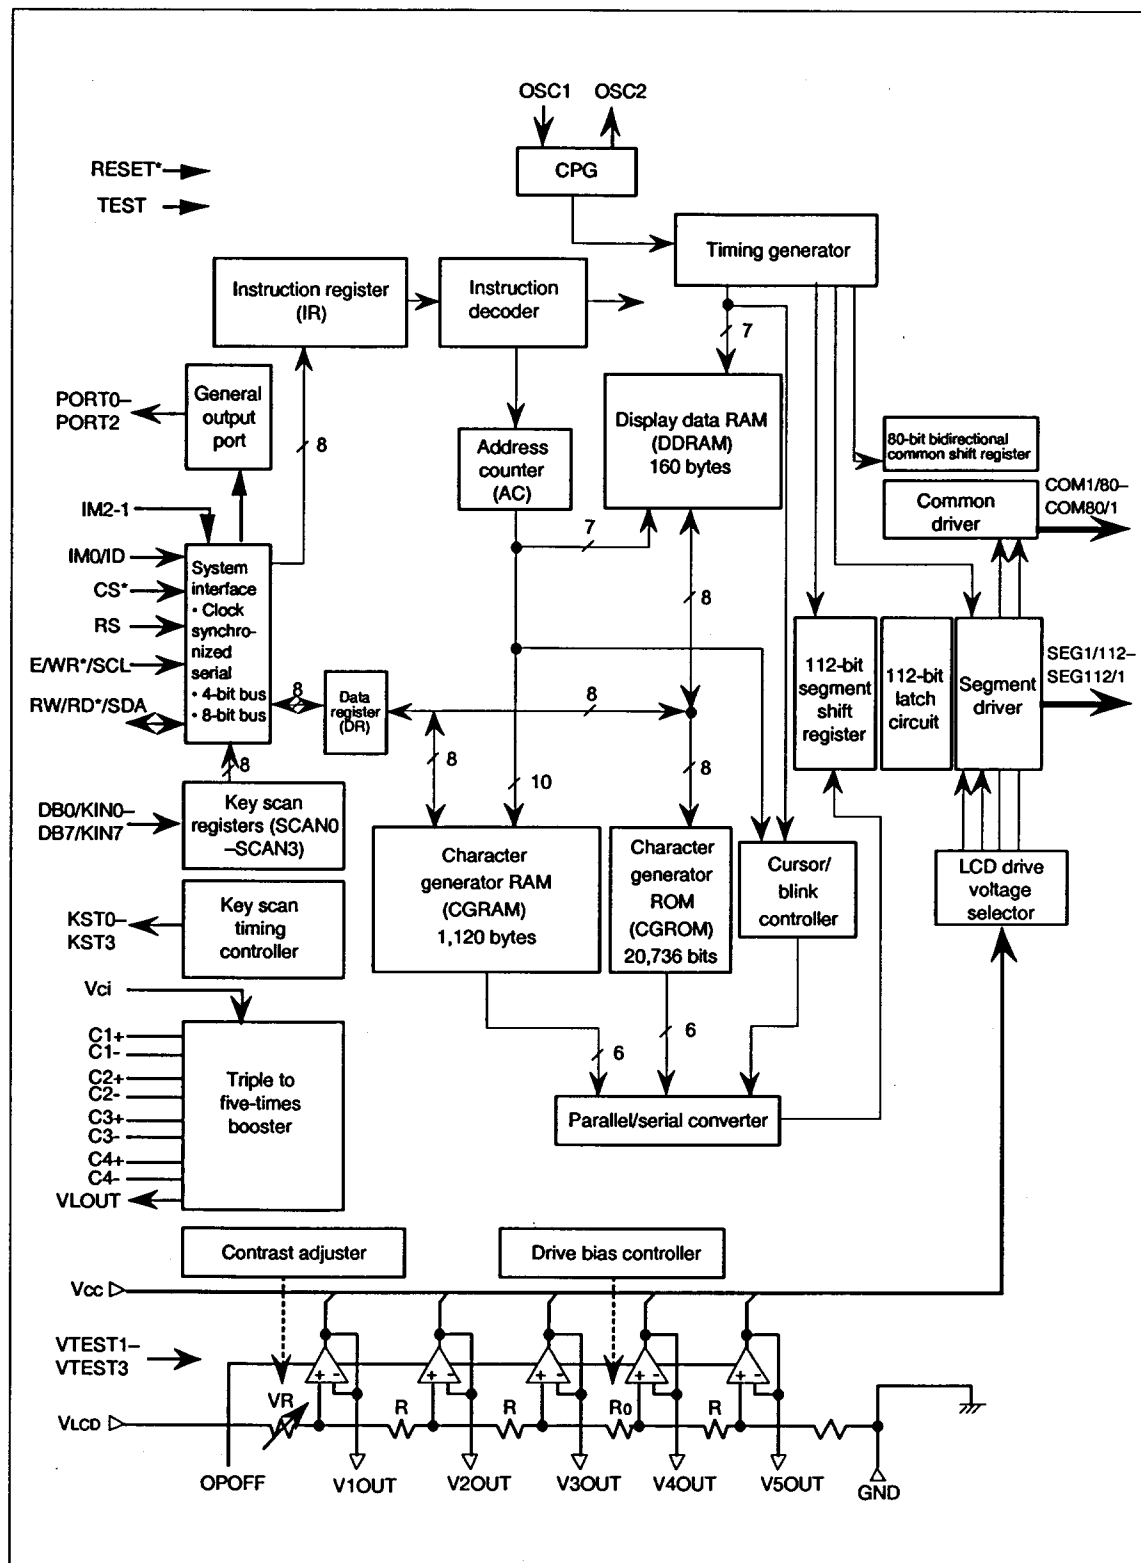 OSC1 OSC2
CPG
RESET*
TEST
Timing generator
Instruction register
(IR)
Instruction
decoder
7
PORT0–
PORT2
General
output
port
8
Address
counter
(AC)
Display data RAM
(DDRAM)
160 bytes
80-bit bidirectional
common shift register
COM1/80–
COM80/1
Common
driver
IM2-1
7
IM0/ID
CS*
RS
E/WR*/SCL
RW/RD*/SDA
System
interface
• Clock
synchro-
nized
serial
• 4-bit bus
• 8-bit bus
8
8
Data
register
(DR)
8
8
8
10
112-bit
segment
shift
register
112-bit
latch
circuit
Segment
driver
SEG1/112–
SEG112/1
8
DB0/KIN0–
DB7/KIN7
Key scan
registers (SCAN0
–SCAN3)
Character
generator RAM
(CGRAM)
1,120 bytes
Character
generator
ROM
(CGROM)
20,736 bits
Cursor/
blink
controller
LCD drive
voltage
selector
KST0–
KST3
Key scan
timing
controller
Vci
6
6
C1+
C1-
C2+
C2-
C3+
C3-
C4+
C4-
VLOUT
Triple to
five-times
booster
Parallel/serial converter
Contrast adjuster
Drive bias controller
Vcc
VTEST1–
VTEST3
+ - + - + - + - + -
VR R R R0 R
VLCD
OPOFF V1OUT V2OUT V3OUT V4OUT V5OUT GND